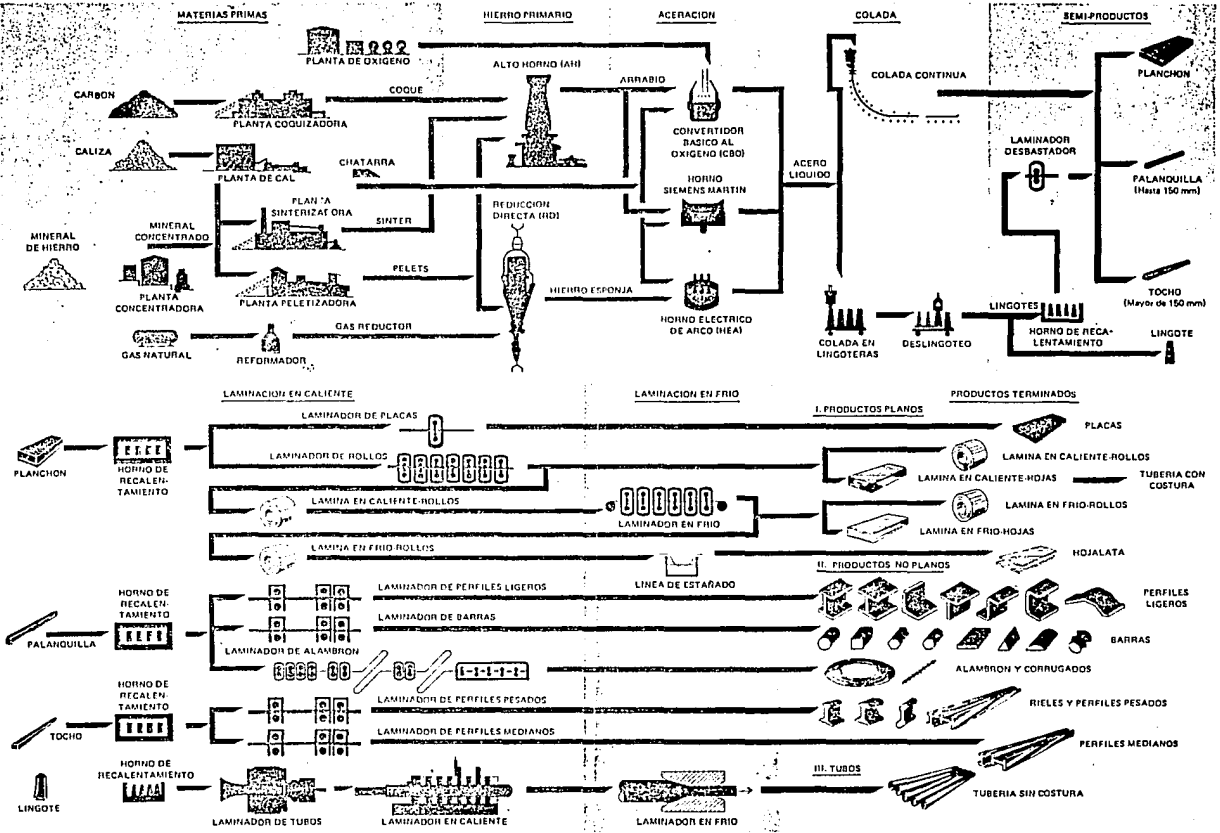 MATERIAS PRIMAS
HIERRO PRIMARIO
ACERACION
COLADA
SEMI-PRODUCTOS
PLANTA DE OXIGENO
ALTO HORNO (AH)
ARRABIO
COLADA CONTINUA
PLANCHON
CARBON
COQUE
PLANTA COQUIZADORA
CONVERTIDOR
BASICO AL
OXIGENO (CBO)
CALIZA
PLANTA DE CAL
CHATARRA
LAMINADOR
DESBASTADOR
ACERO
LIQUIDO
HORNO
SIEMENS MARTIN
PALANQUILLA
(Hasta 150 mm)
PLANTA
SINTERIZATORA
SINTER
REDUCCION
DIRECTA (RD)
MINERAL
DE HIERRO
MINERAL
CONCENTRADO
PLANTA
CONCENTRADORA
PELETS
PLANTA PELETIZADORA
HIERRO ESPONJA
HORNO ELECTRICO
DE ARCO (HEA)
TOCHO
(Mayor de 150 mm)
LINGOTES
GAS REDUCTOR
GAS NATURAL
REFORMADOR
COLADA EN
LINGOTERAS
DESLINGOTEO
HORNO DE RECA-
LENTAMIENTO
LINGOTE
LAMINACION EN CALIENTE
LAMINACION EN FRIO
PRODUCTOS TERMINADOS
I. PRODUCTOS PLANOS
LAMINADOR DE PLACAS
PLACAS
PLANCHON
HORNO DE
RECALEN-
TAMIENTO
LAMINADOR DE ROLLOS
LAMINA EN CALIENTE-ROLLOS
LAMINA EN CALIENTE-HOJAS
TUBERIA CON
COSTURA
LAMINA EN CALIENTE-ROLLOS
LAMINADOR EN FRIO
LAMINA EN FRIO-ROLLOS
LAMINA EN FRIO-HOJAS
LAMINA EN FRIO-ROLLOS
LINEA DE ESTAÑADO
HOJALATA
II. PRODUCTOS NO PLANOS
HORNO DE
RECALEN-
TAMIENTO
PALANQUILLA
LAMINADOR DE PERFILES LIGEROS
PERFILES
LIGEROS
LAMINADOR DE BARRAS
BARRAS
LAMINADOR DE ALAMBRON
ALAMBRON Y CORRUGADOS
HORNO DE
RECALEN-
TAMIENTO
TOCHO
LAMINADOR DE PERFILES PESADOS
RIELES Y PERFILES PESADOS
LAMINADOR DE PERFILES MEDIANOS
PERFILES MEDIANOS
HORNO DE
RECALENTAMIENTO
LINGOTE
LAMINADOR DE TUBOS
LAMINADOR EN CALIENTE
LAMINADOR EN FRIO
III. TUBOS
TUBERIA SIN COSTURA